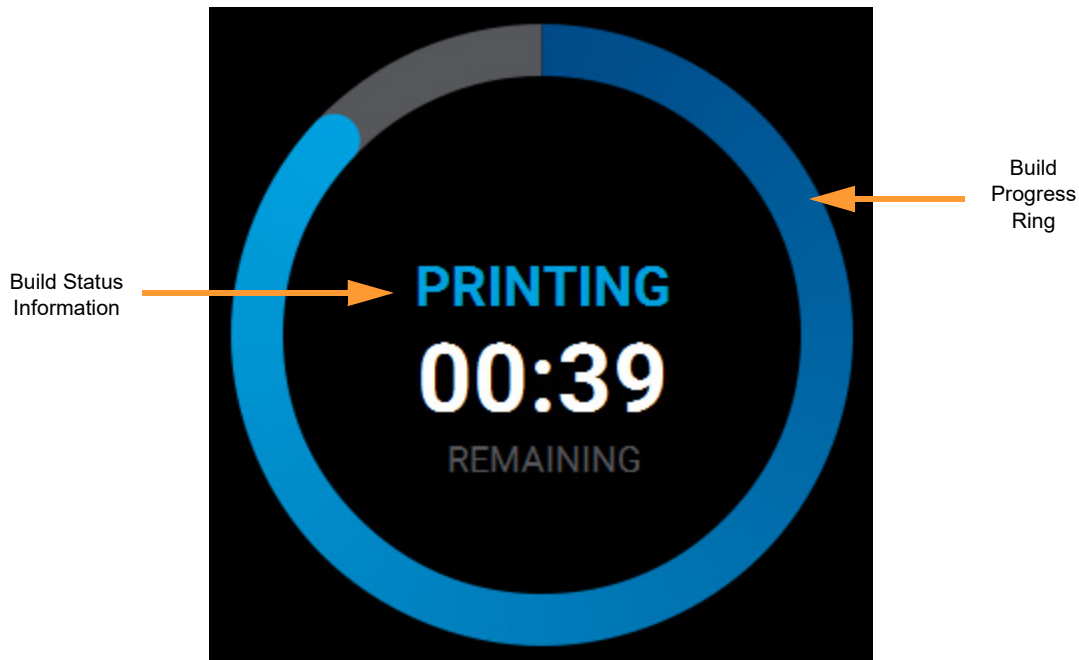 Build
Progress
Ring
Build Status
Information
PRINTING
00:39
REMAINING